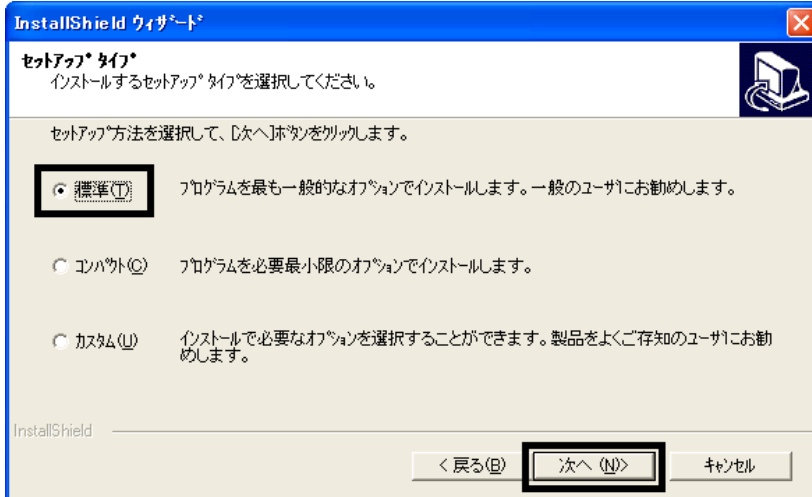 InstallShield ウィザード
セットアップ タイプ
インストールするセットアップ タイプを選択してください。
セットアップ方法を選択して、[次へ]ボタンをクリックします。
標準(T)
プログラムを最も一般的なオプションでインストールします。一般のユーザにお勧めします。
コンパクト(C)
プログラムを必要最小限のオプションでインストールします。
カスタム(U)
インストールで必要なオプションを選択することができます。製品をよくご存知のユーザにお勧
めします。
InstallShield
< 戻る(B)
次へ (N)>
キャンセル